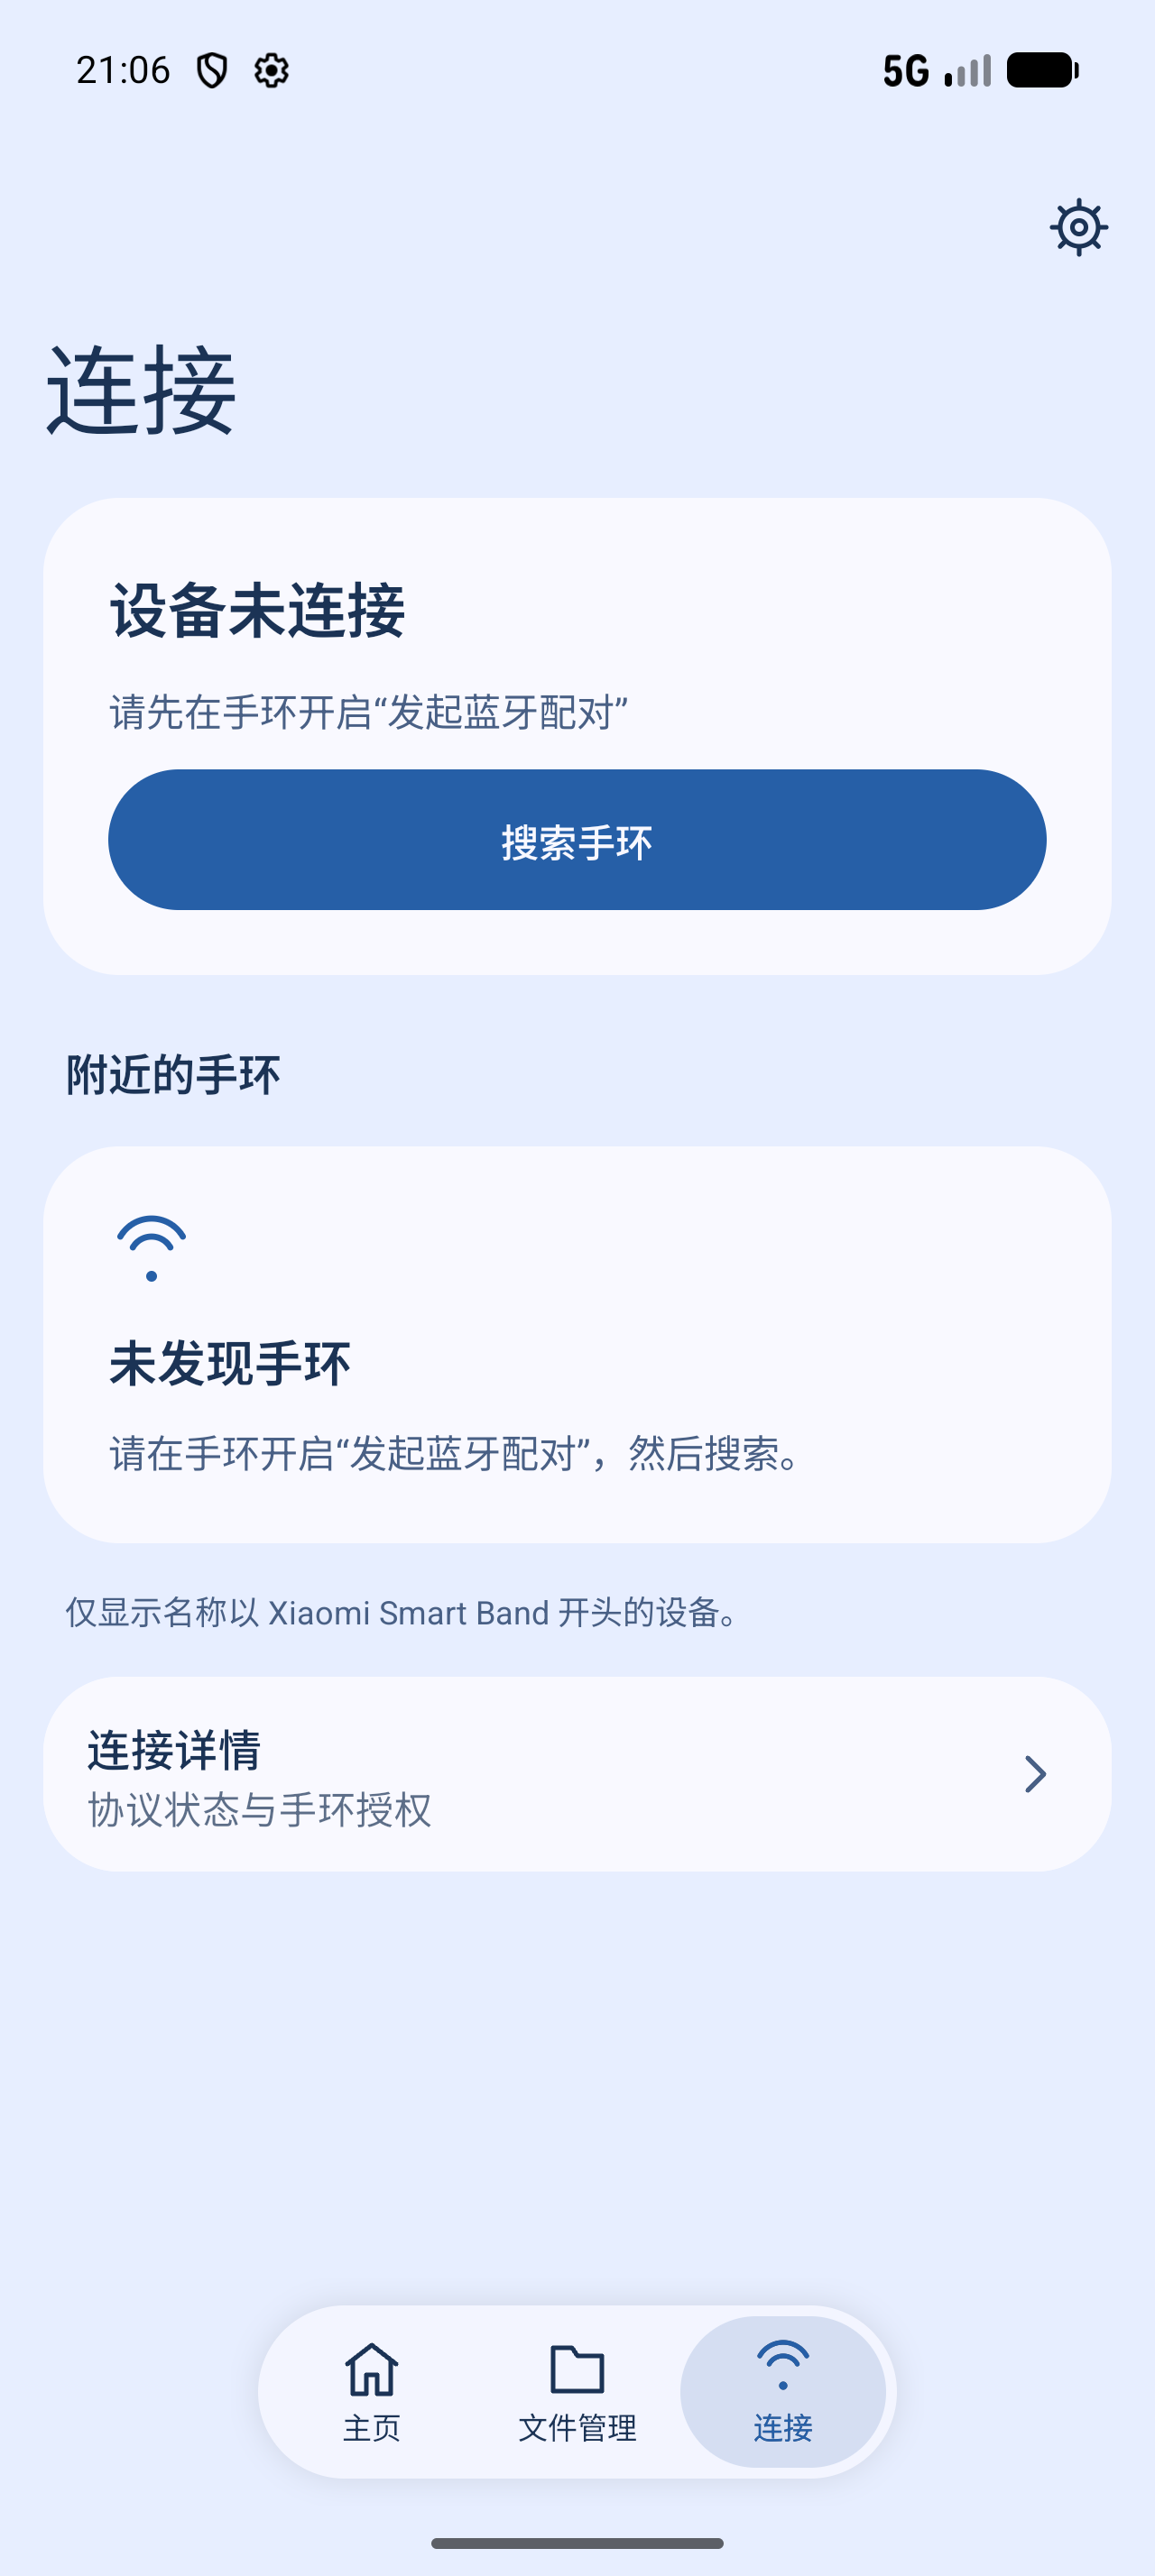 21:06
5G
连接
设备未连接
请先在手环开启“发起蓝牙配对”
搜索手环
附近的手环
未发现手环
请在手环开启“发起蓝牙配对”，然后搜索。
仅显示名称以 Xiaomi Smart Band 开头的设备。
连接详情
协议状态与手环授权
主页
文件管理
连接